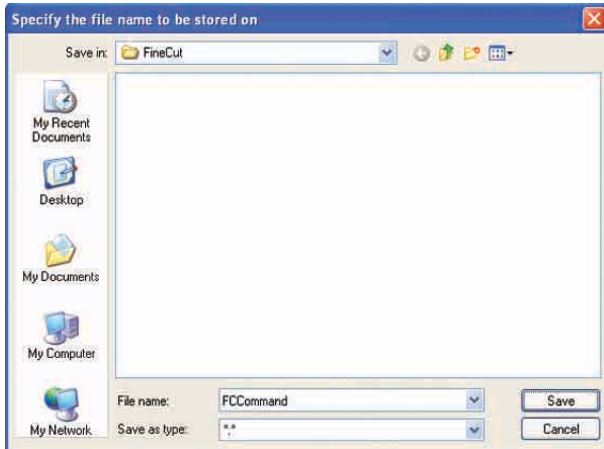 Specify the file name to be stored on
Save in: FineCut
My Recent
Documents
Desktop
My Documents
My Computer
My Network
File name: FCCommand Save
Save as type: *.* Cancel